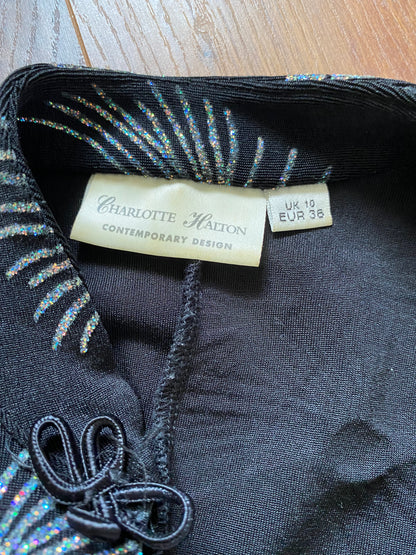 CHARLOTTE HALTON
CONTEMPORARY DESIGN
UK 10
EUR 36